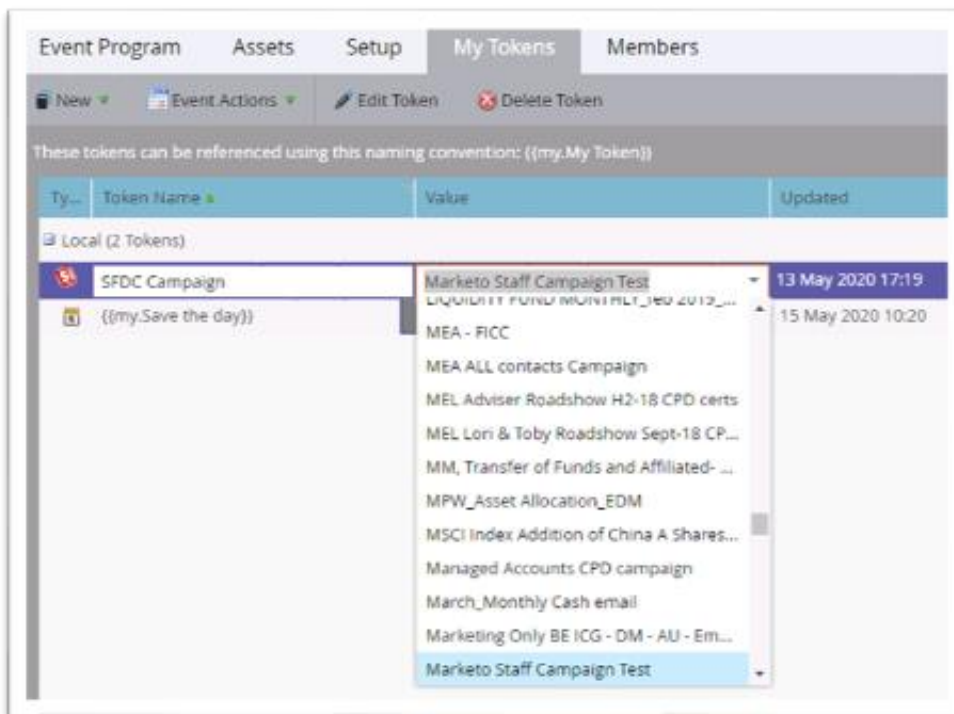 Event Program Assets Setup My Tokens Members
New Event Actions Edit Token Delete Token
These tokens can be referenced using this naming convention: {{my.My Token}}
Ty... Token Name Value Updated
Local (2 Tokens)
SFDC Campaign Marketo Staff Campaign Test 13 May 2020 17:19
LIQUIDITY FUND MONTHLY_feb 2019_...
{{my.Save the day}} 15 May 2020 10:20
MEA - FICC
MEA ALL contacts Campaign
MEL Adviser Roadshow H2-18 CPD certs
MEL Lori & Toby Roadshow Sept-18 CP...
MM, Transfer of Funds and Affiliated- ...
MPW_Asset Allocation_EDM
MSCI Index Addition of China A Shares...
Managed Accounts CPD campaign
March_Monthly Cash email
Marketing Only BE ICG - DM - AU - Em...
Marketo Staff Campaign Test